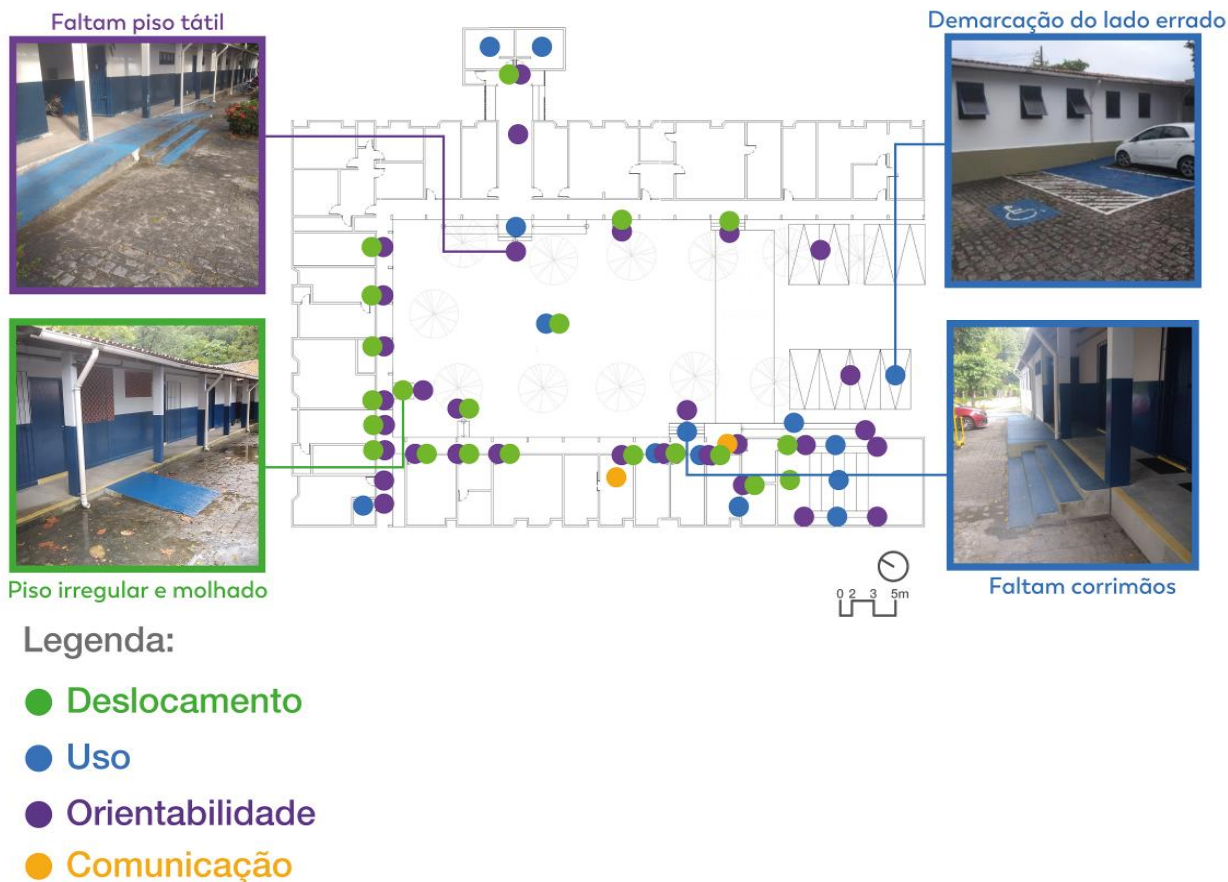 Faltam piso tátil
Demarcação do lado errado
Piso irregular e molhado
Faltam corrimãos
0 2 3 5m
Legenda:
Deslocamento
Uso
Orientabilidade
Comunicação